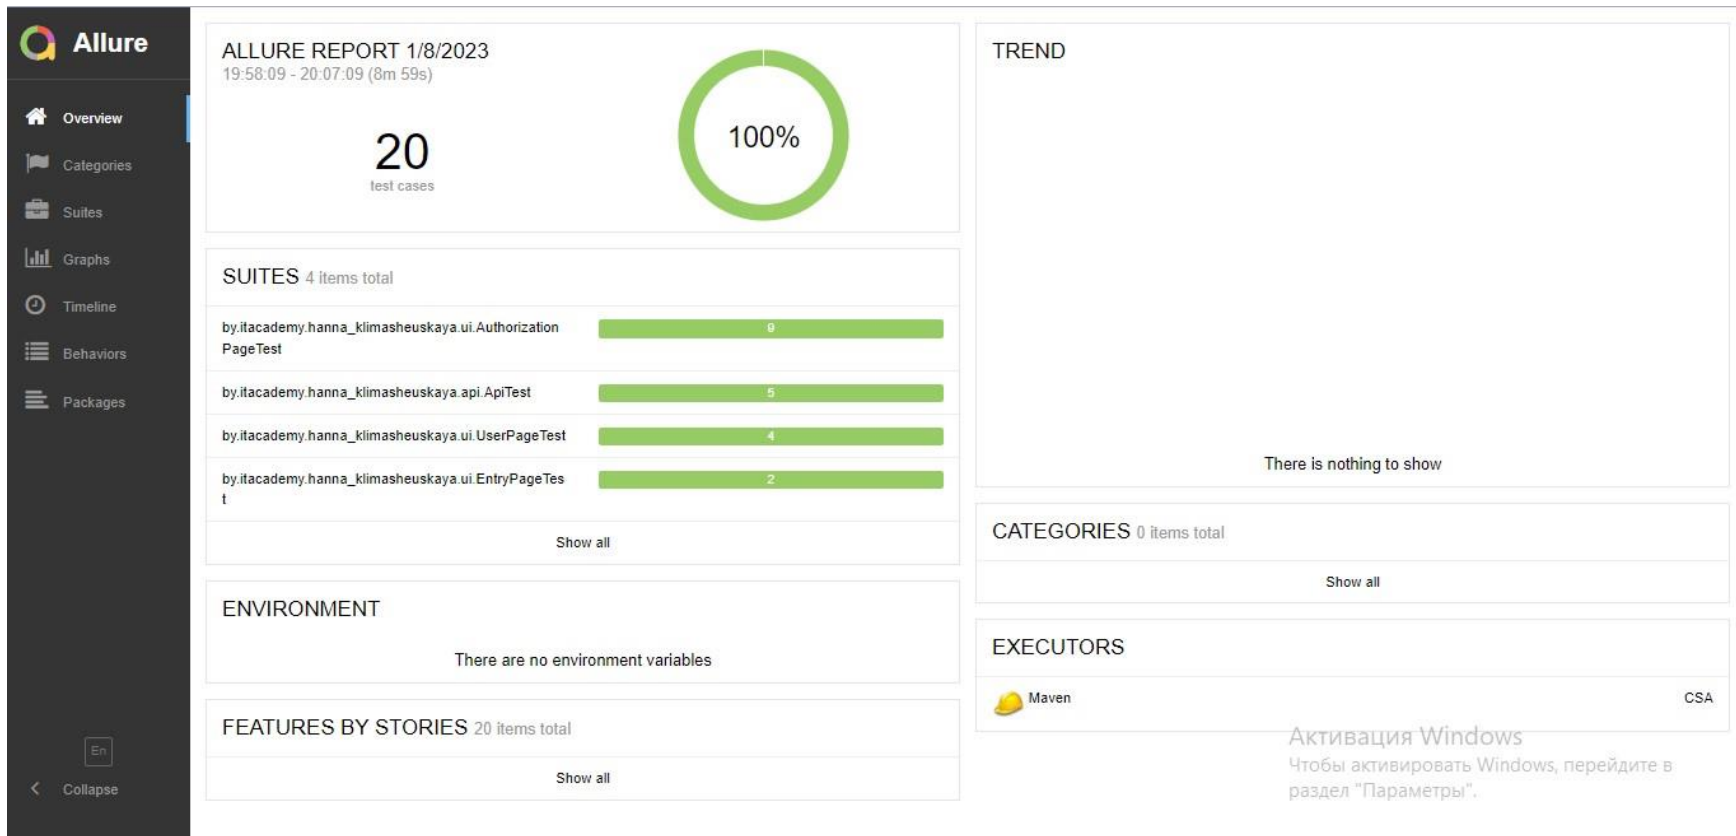 Allure
Overview
Categories
Suites
Graphs
Timeline
Behaviors
Packages
En
Collapse
ALLURE REPORT 1/8/2023
19:58:09 - 20:07:09 (8m 59s)
20
test cases
100%
SUITES 4 items total
by.itacademy.hanna_klimasheuskaya.ui.Authorization
PageTest
9
by.itacademy.hanna_klimasheuskaya.api.ApiTest
5
by.itacademy.hanna_klimasheuskaya.ui.UserPageTest
4
by.itacademy.hanna_klimasheuskaya.ui.EntryPageTes
t
2
Show all
ENVIRONMENT
There are no environment variables
FEATURES BY STORIES 20 items total
Show all
TREND
There is nothing to show
CATEGORIES 0 items total
Show all
EXECUTORS
Maven
CSA
Активация Windows
Чтобы активировать Windows, перейдите в
раздел "Параметры".